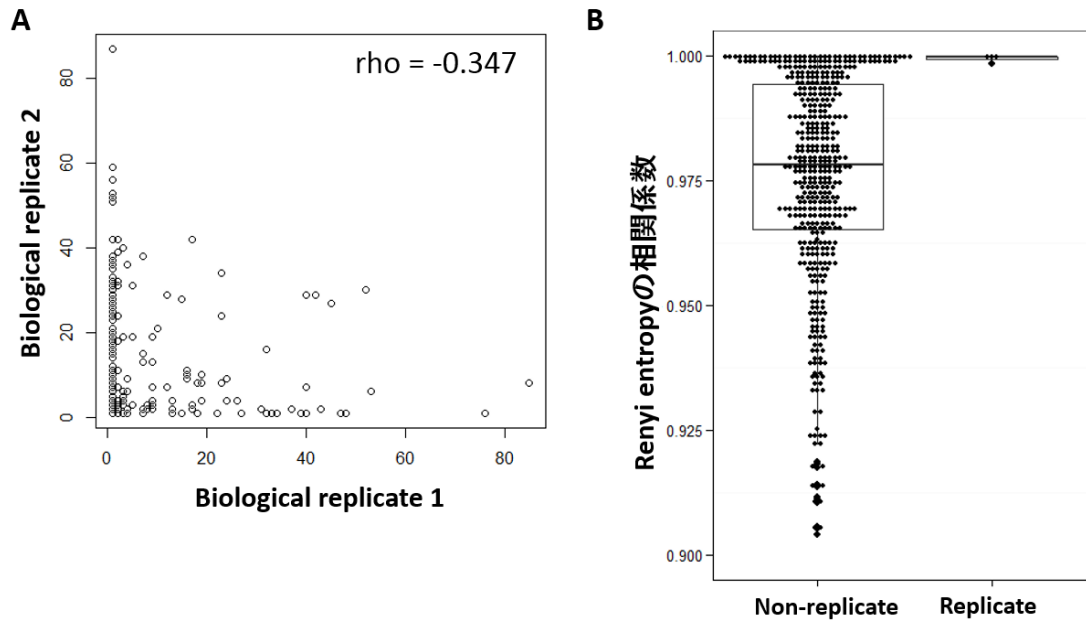 A
rho = -0.347
Biological replicate 2
80
60
40
20
0
0 20 40 60 80
Biological replicate 1
B
Renyi entropyの相関係数
1.000
0.975
0.950
0.925
0.900
Non-replicate Replicate